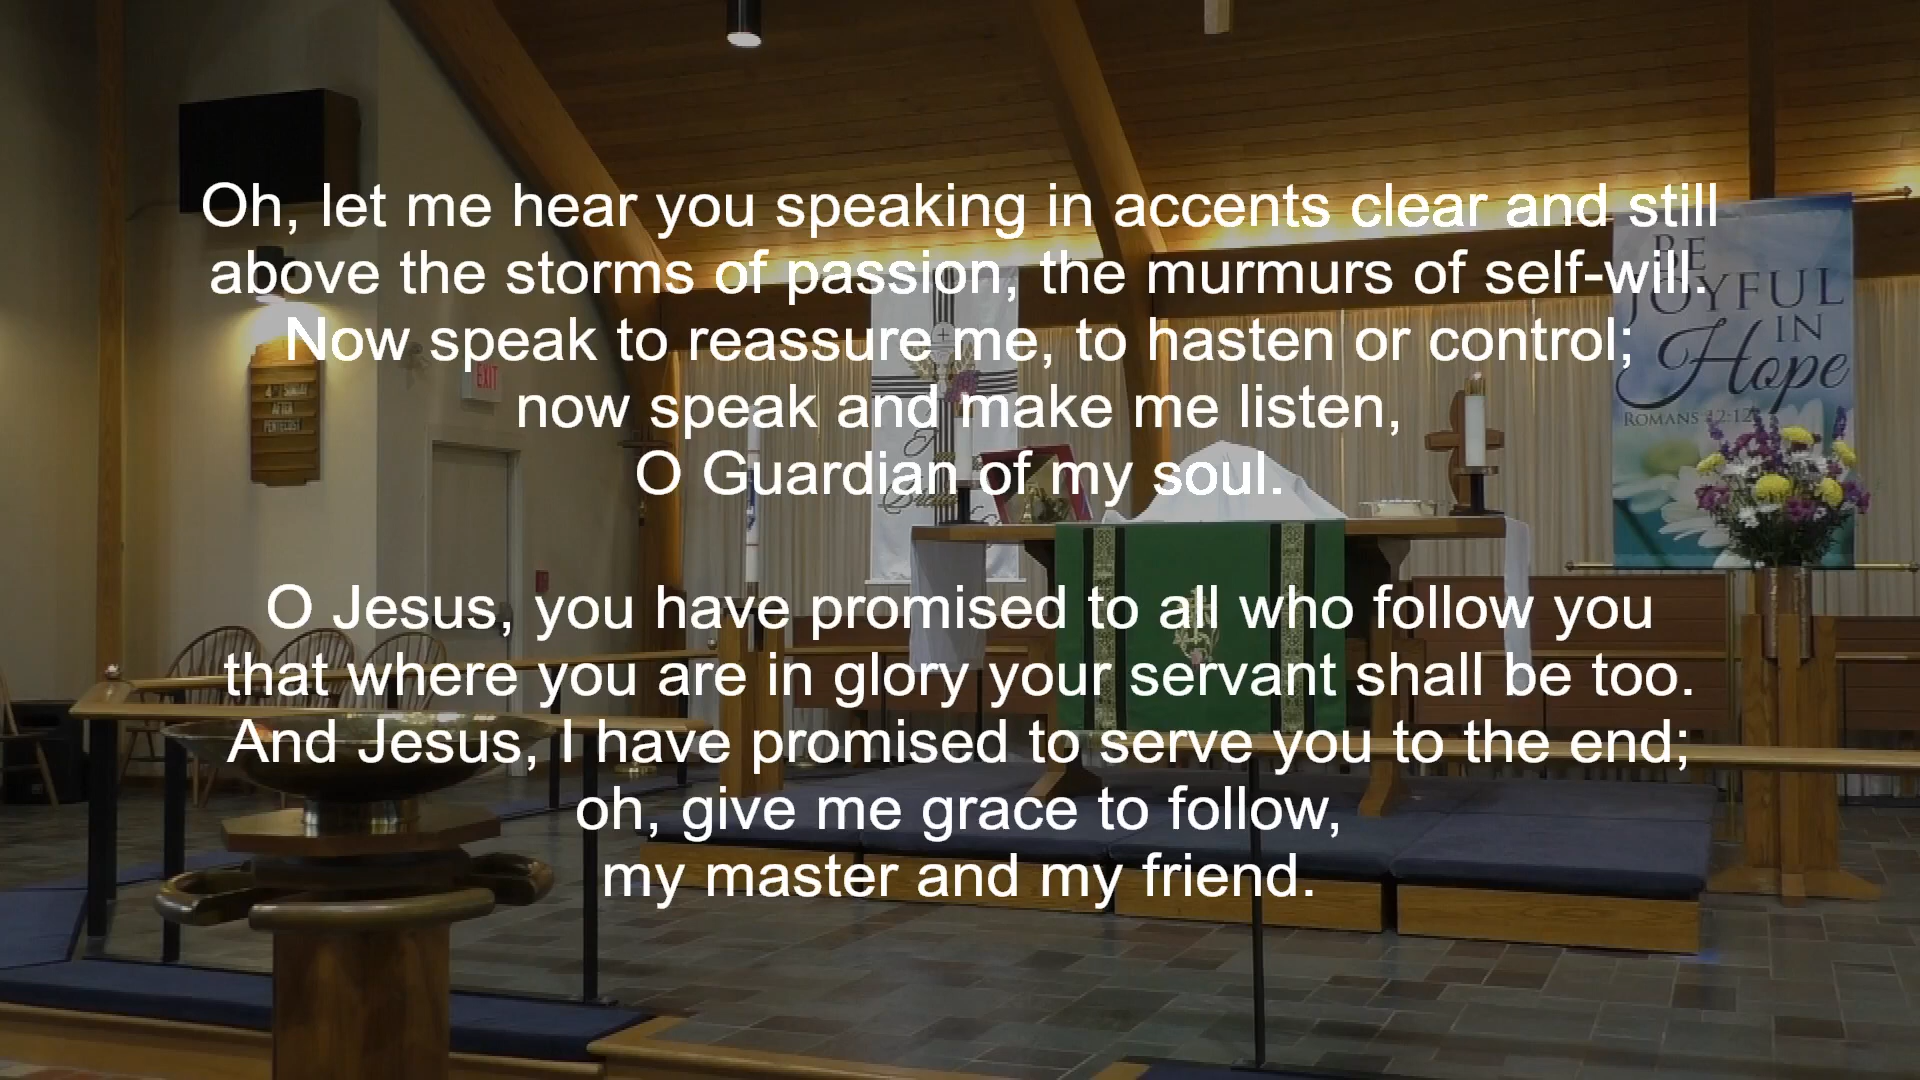 Oh, let me hear you speaking in accents clear and still
above the storms of passion, the murmurs of self-will.
Now speak to reassure me, to hasten or control;
now speak and make me listen,
O Guardian of my soul.
O Jesus, you have promised to all who follow you
that where you are in glory your servant shall be too.
And Jesus, I have promised to serve you to the end;
oh, give me grace to follow,
my master and my friend.
BE
JOYFUL
IN
Hope
ROMANS 12:12
EXIT
4TH SUNDAY
AFTER
PENTECOST